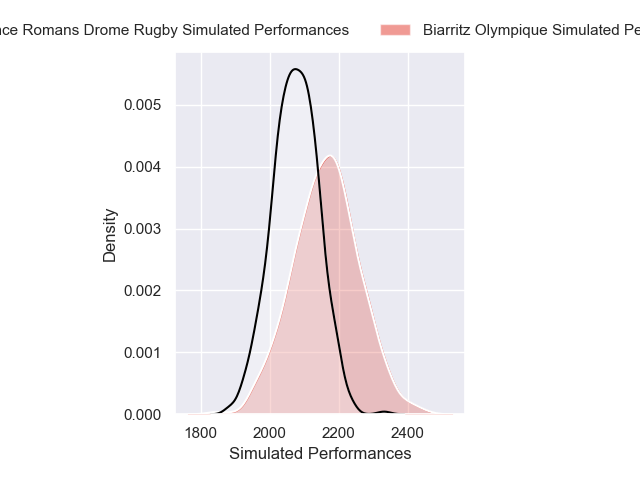 nce Romans Drome Rugby Simulated Performances Biarritz Olympique Simulated Pe
0.005
0.004
0.003
0.002
0.001
0.000
Density
1800 2000 2200 2400
Simulated Performances